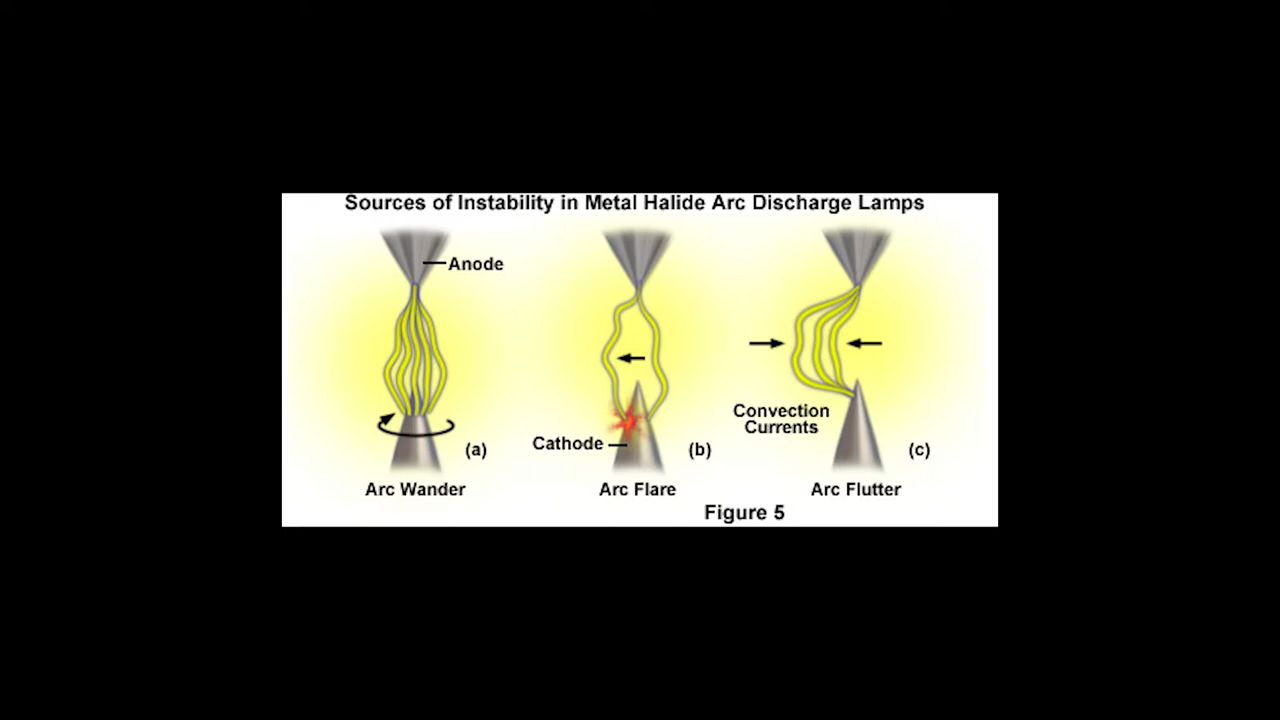 Sources of Instability in Metal Halide Arc Discharge Lamps
Anode
Convection
Currents
Cathode
(a)
(b)
(c)
Arc Wander
Arc Flare
Arc Flutter
Figure 5